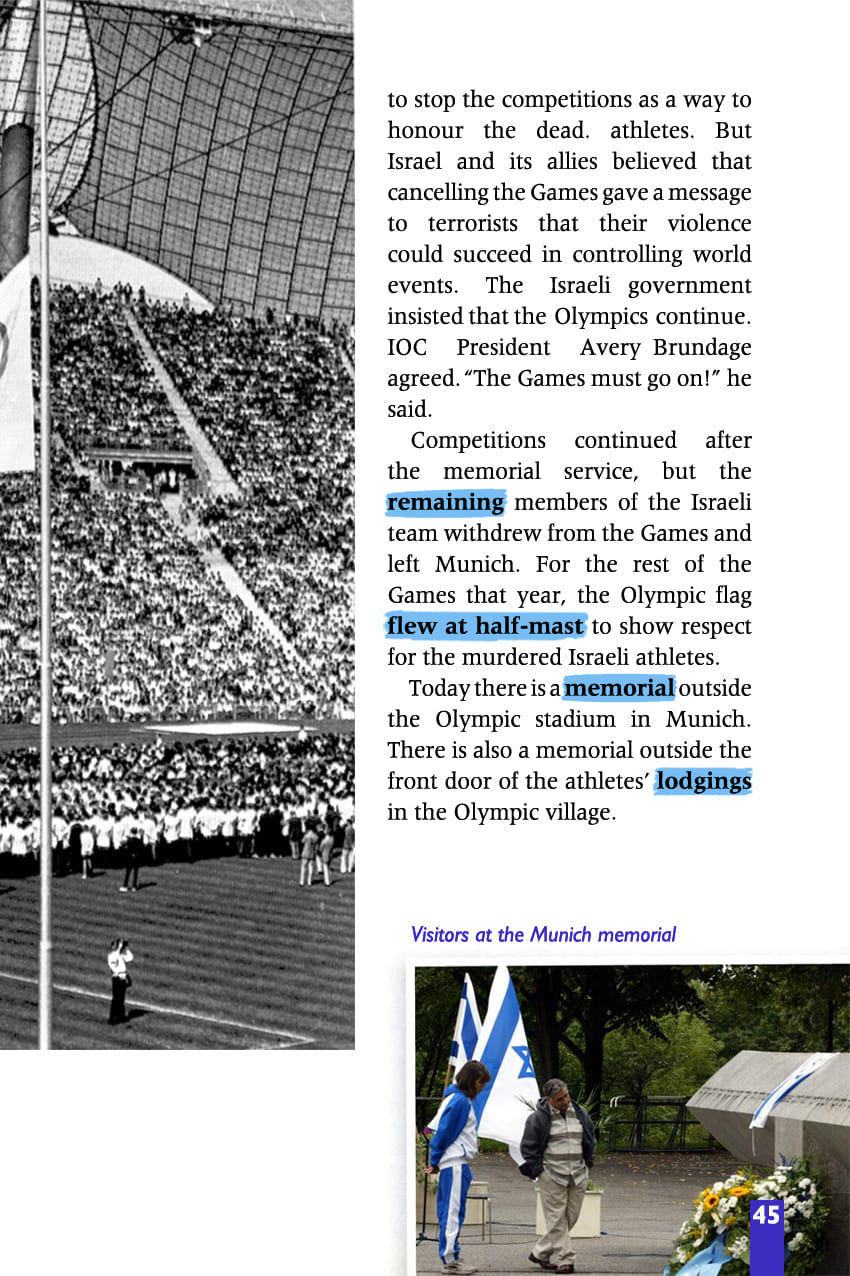 to stop the competitions as a way to
honour the dead. athletes. But
Israel and its allies believed that
cancelling the Games gave a message
to terrorists that their violence
could succeed in controlling world
events. The Israeli government
insisted that the Olympics continue.
IOC President Avery Brundage
agreed. “The Games must go on!” he
said.
Competitions continued after
the memorial service, but the
remaining members of the Israeli
team withdrew from the Games and
left Munich. For the rest of the
Games that year, the Olympic flag
flew at half-mast to show respect
for the murdered Israeli athletes.
Today there is a memorial outside
the Olympic stadium in Munich.
There is also a memorial outside the
front door of the athletes’ lodgings
in the Olympic village.
Visitors at the Munich memorial
45